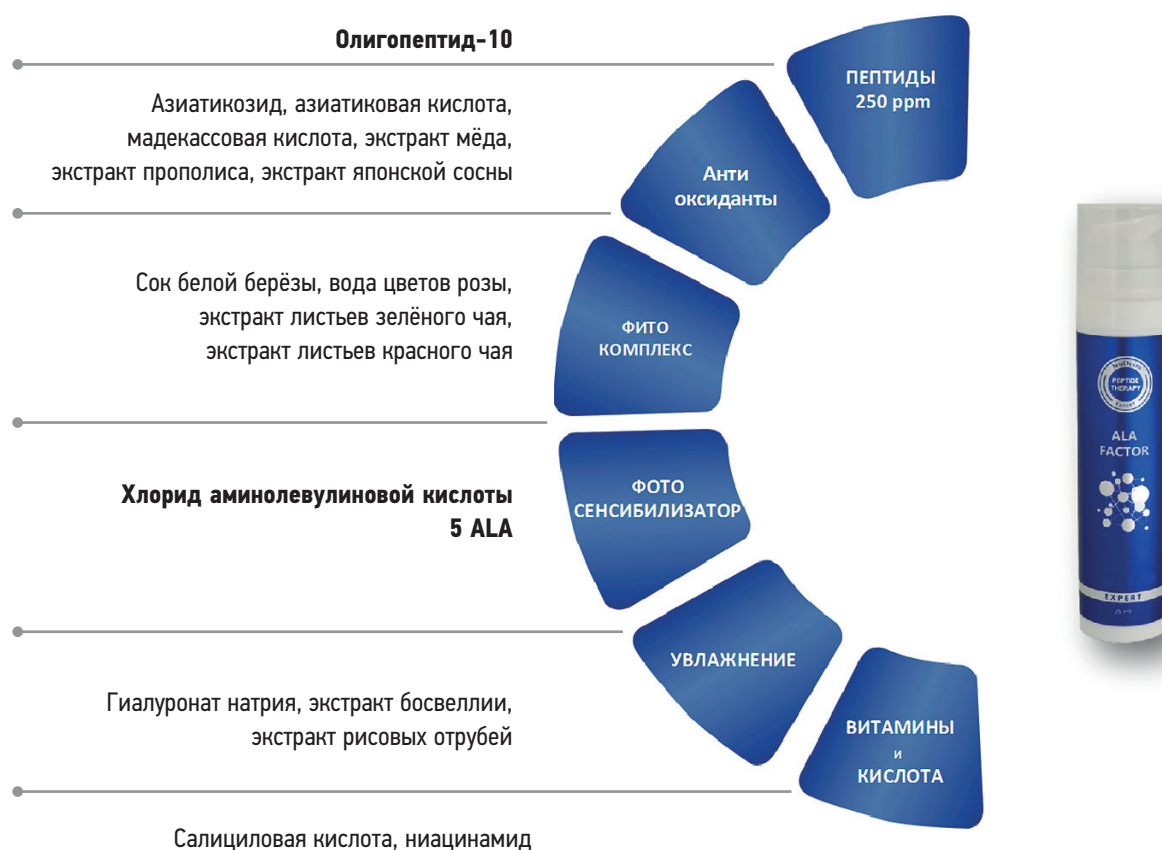 Олигопептид-10
ПЕПТИДЫ
250 ppm
Азиатикозид, азиатиковая кислота,
мадекассовая кислота, экстракт мёда,
экстракт прополиса, экстракт японской сосны
Анти
оксиданты
Сок белой берёзы, вода цветов розы,
экстракт листьев зелёного чая,
экстракт листьев красного чая
ФИТО
КОМПЛЕКС
Хлорид аминолевулиновой кислоты
5 ALA
ФОТО
СЕНСИБИЛИЗАТОР
Гиалуронат натрия, экстракт босвеллии,
экстракт рисовых отрубей
УВЛАЖНЕНИЕ
Салициловая кислота, ниацинамид
ВИТАМИНЫ
и
КИСЛОТА
PEPTIDE
THERAPY
EXPERT
ALA
FACTOR
EXPERT
25 ml